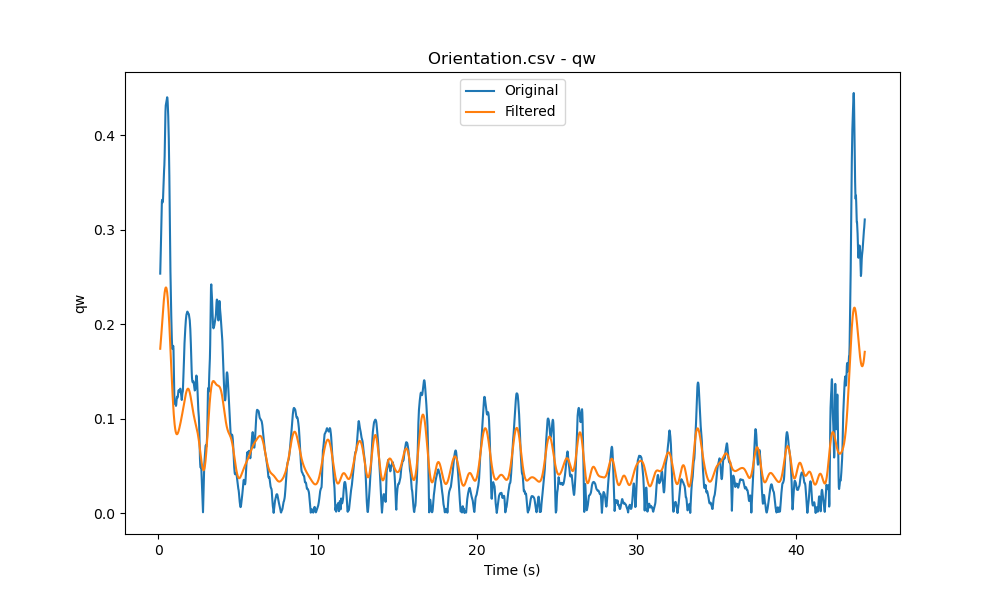 Orientation.csv - qw
Original
Filtered
qw
0.4
0.3
0.2
0.1
0.0
0 10 20 30 40
Time (s)